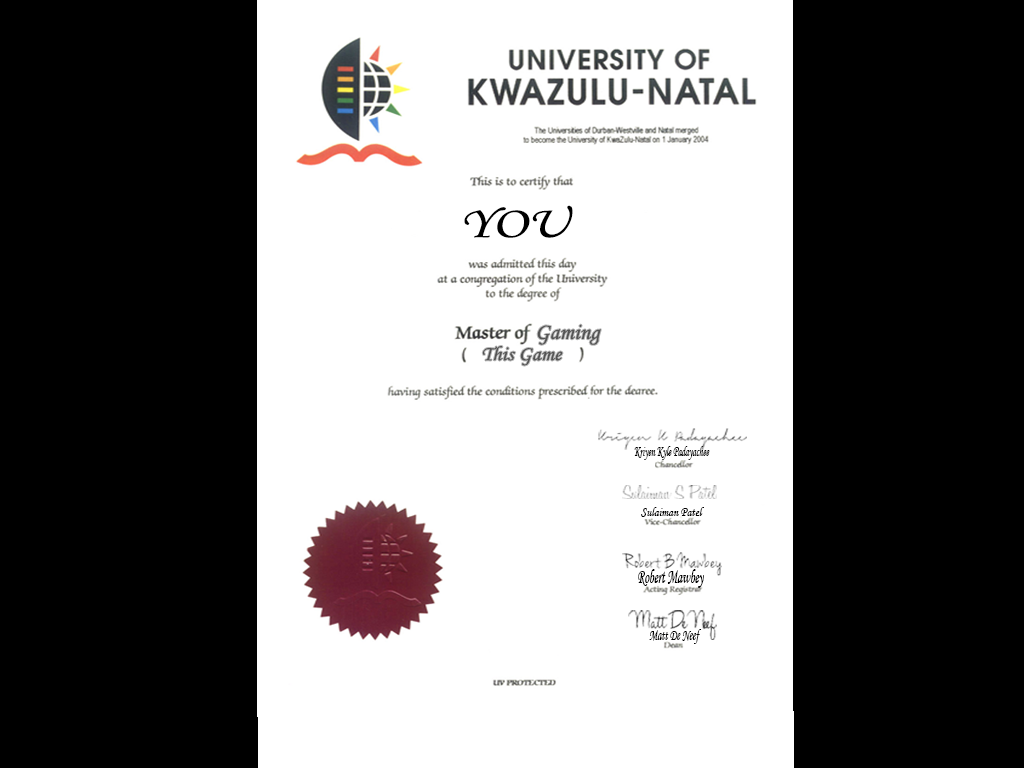 UNIVERSITY OF
KWAZULU-NATAL
The Universities of Durban-Westville and Natal merged
to become the University of KwaZulu-Natal on 1 January 2004
This is to certify that
YOU
was admitted this day
at a congregation of the University
to the degree of
Master of Gaming
( This Game )
having satisfied the conditions prescribed for the dearee.
Kriyen K Padayachee
Kriyen Kyle Padayachee
Chancellor
Sulaiman S Patel
Sulaiman Patel
Vice-Chancellor
Robert B Mawbey
Robert Mawbey
Acting Registrar
Matt De Neef
Matt De Neef
Dean
UV PROTECTED